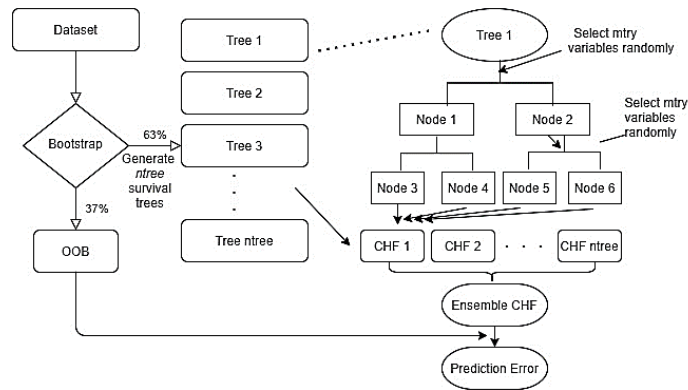 Dataset
Bootstrap
63%
Generate
ntree
survival
trees
37%
OOB
Tree 1
Tree 2
Tree 3
Tree ntree
Tree 1
Select mtry
variables randomly
Node 1
Node 2
Select mtry
variables
randomly
Node 3
Node 4
Node 5
Node 6
CHF 1
CHF 2
CHF ntree
Ensemble CHF
Prediction Error